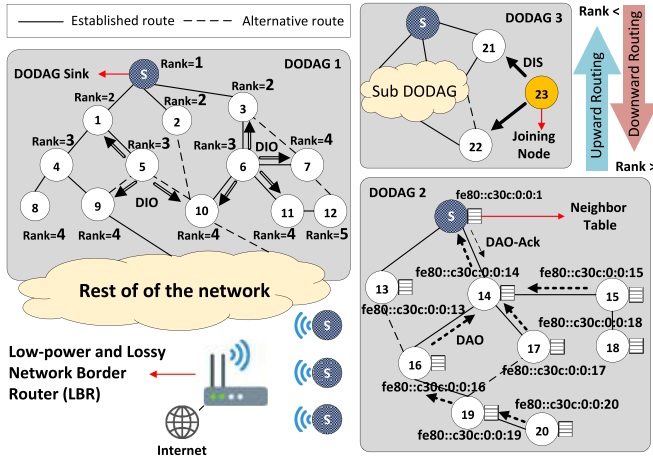 Established route
Alternative route
DODAG 1
S
Rank=1
DODAG Sink
Rank=2
Rank=2
Rank=2
1
2
3
Rank=3
Rank=3
Rank=3
DIO
Rank=4
4
5
6
7
DIO
8
9
10
11
12
Rank=4
Rank=4
Rank=4
Rank=4
Rank=5
Rest of of the network
Low-power and Lossy
Network Border
Router (LBR)
Internet
S
S
S
DODAG 3
S
21
DIS
23
Sub DODAG
22
Joining
Node
Rank <
Upward Routing
Downward Routing
Rank >
DODAG 2
fe80::c30c:0:0:1
S
Neighbor
Table
DAO-Ack
fe80::c30c:0:0:14
fe80::c30c:0:0:15
13
14
15
fe80::c30c:0:0:13
fe80::c30c:0:0:18
DAO
16
17
18
fe80::c30c:0:0:17
fe80::c30c:0:0:16
fe80::c30c:0:0:20
19
20
fe80::c30c:0:0:19